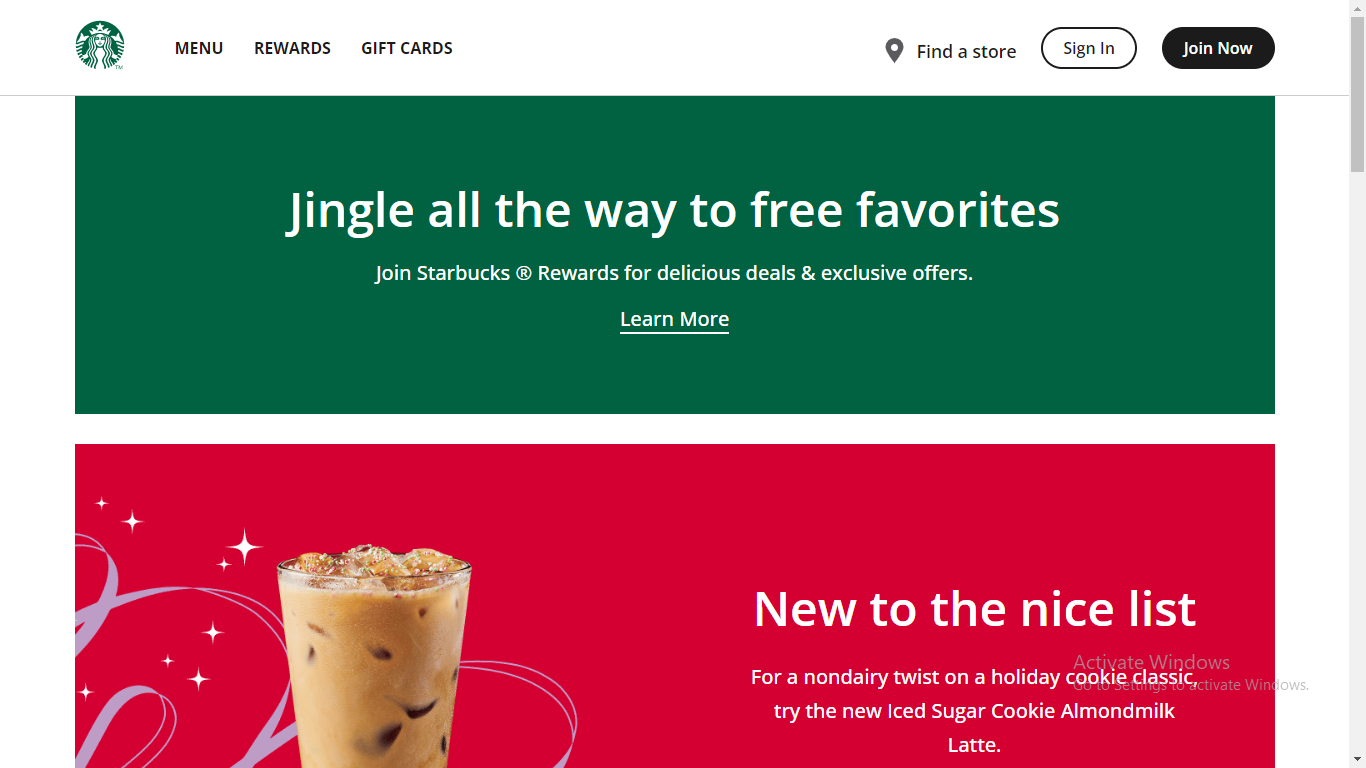 MENU REWARDS GIFT CARDS Find a store Sign In Join Now
Jingle all the way to free favorites
Join Starbucks ® Rewards for delicious deals & exclusive offers.
Learn More
New to the nice list
For a nondairy twist on a holiday cookie classic,
try the new Iced Sugar Cookie Almondmilk
Latte.
Activate Windows
Go to Settings to activate Windows.
TM